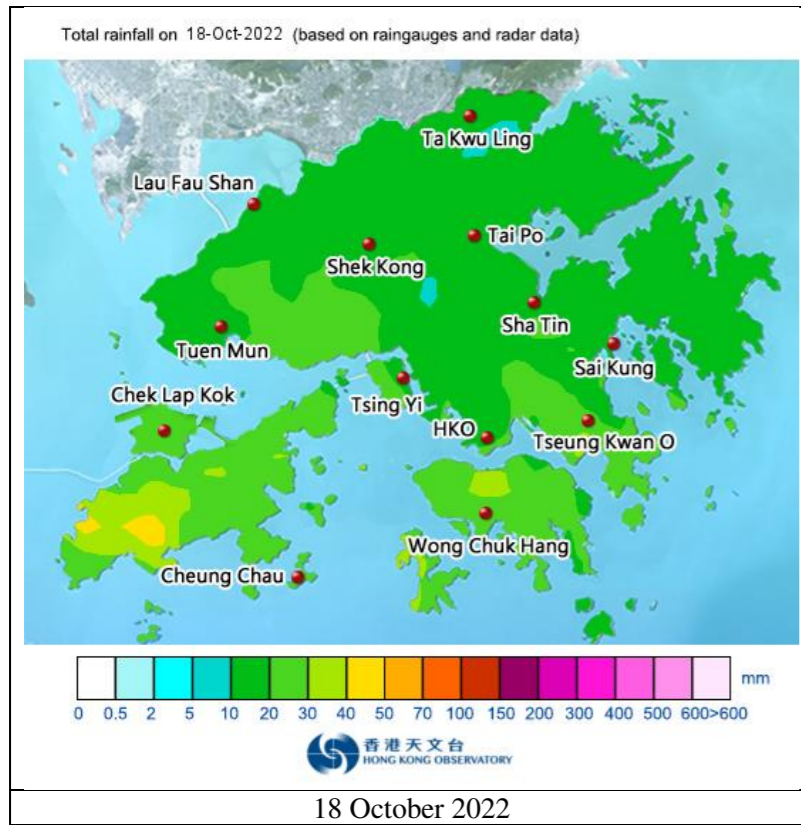 Total rainfall on 18-Oct-2022 (based on raingauges and radar data)
Ta Kwu Ling
Lau Fau Shan
Tai Po
Shek Kong
Sha Tin
Tuen Mun
Sai Kung
Chek Lap Kok
Tsing Yi
HKO
Tseung Kwan O
Wong Chuk Hang
Cheung Chau
mm
0 0.5 2 5 10 20 30 40 50 70 100 150 200 300 400 500 600>600
香港天文台
HONG KONG OBSERVATORY
18 October 2022